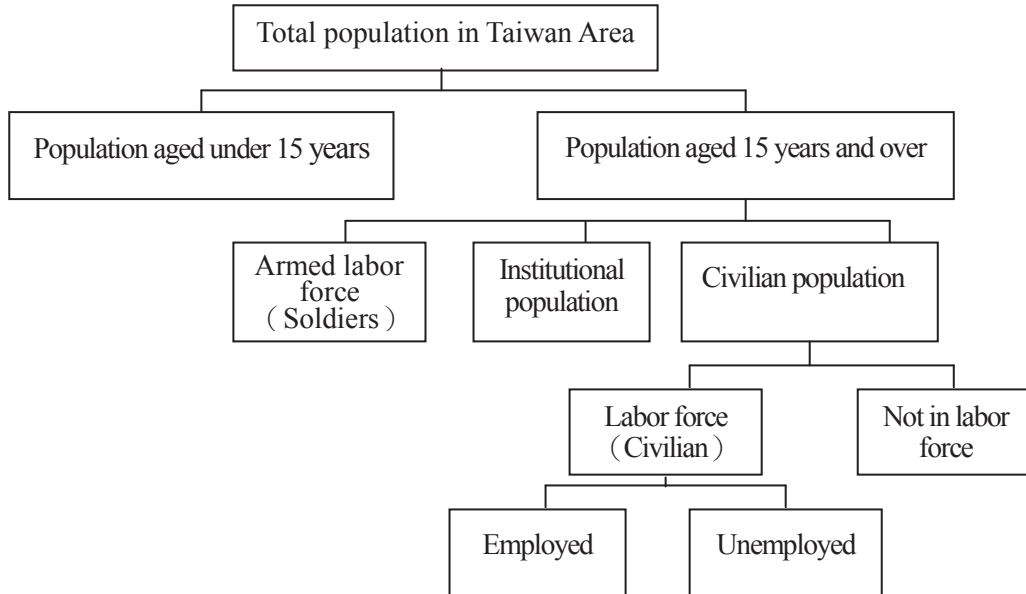 Total population in Taiwan Area
Population aged under 15 years
Population aged 15 years and over
Armed labor
force
（Soldiers）
Institutional
population
Civilian population
Labor force
（Civilian）
Not in labor
force
Employed
Unemployed